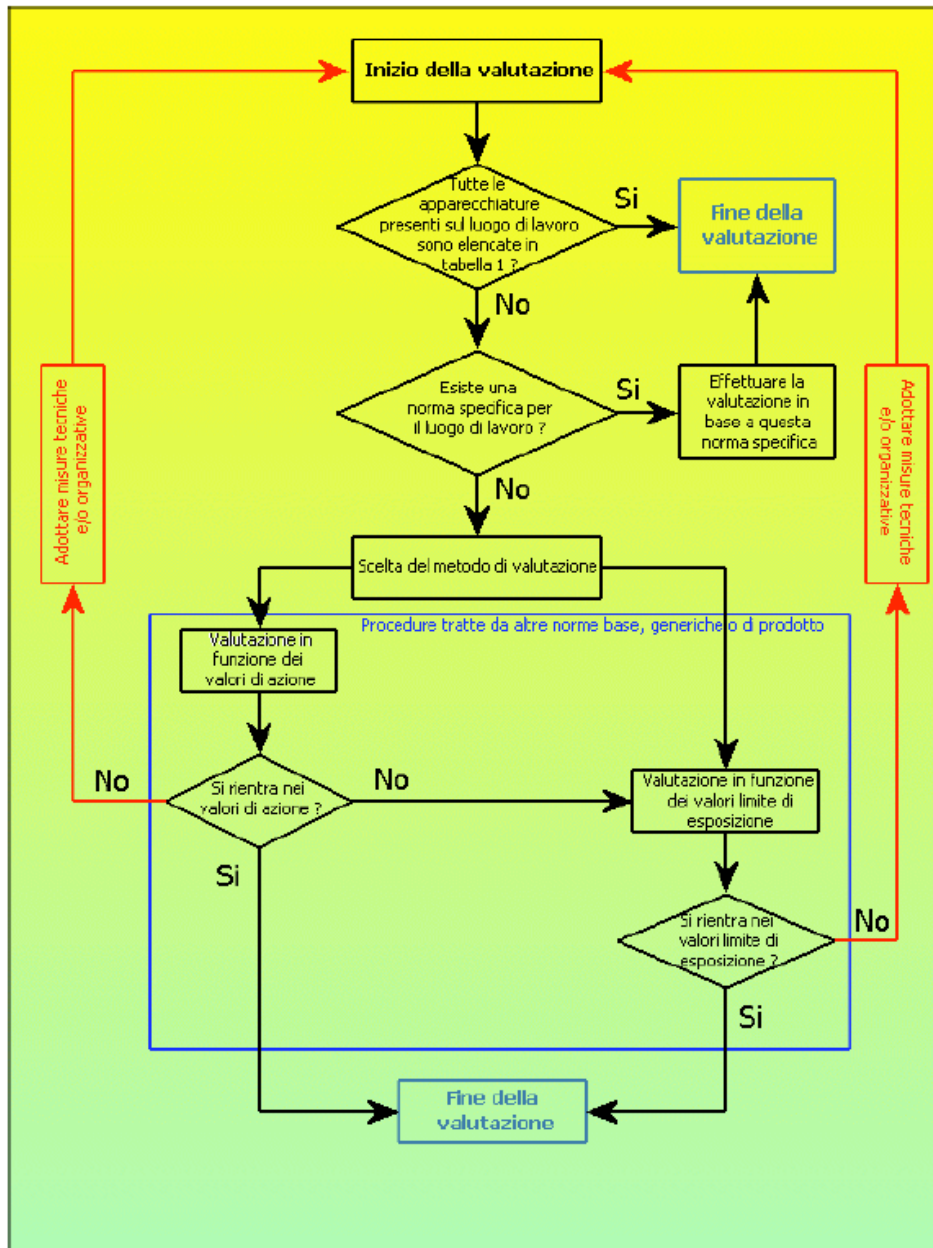 Inizio della valutazione
Tutte le
apparecchiature
presenti sul luogo di lavoro
sono elencate in
tabella 1 ?
Si
Fine della
valutazione
No
Esiste una
norma specifica per
il luogo di lavoro ?
Si
Effettuare la
valutazione in
base a questa
norma specifica
No
Adottare misure tecniche
e/o organizzative
Adottare misure tecniche
e/o organizzative
Scelta del metodo di valutazione
Procedure tratte da altre norme base, generiche o di prodotto
Valutazione in
funzione dei
valori di azione
No
Si rientra nei
valori di azione ?
No
Valutazione in funzione
dei valori limite di
esposizione
Si
Si rientra nei
valori limite di
esposizione ?
No
Si
Fine della
valutazione